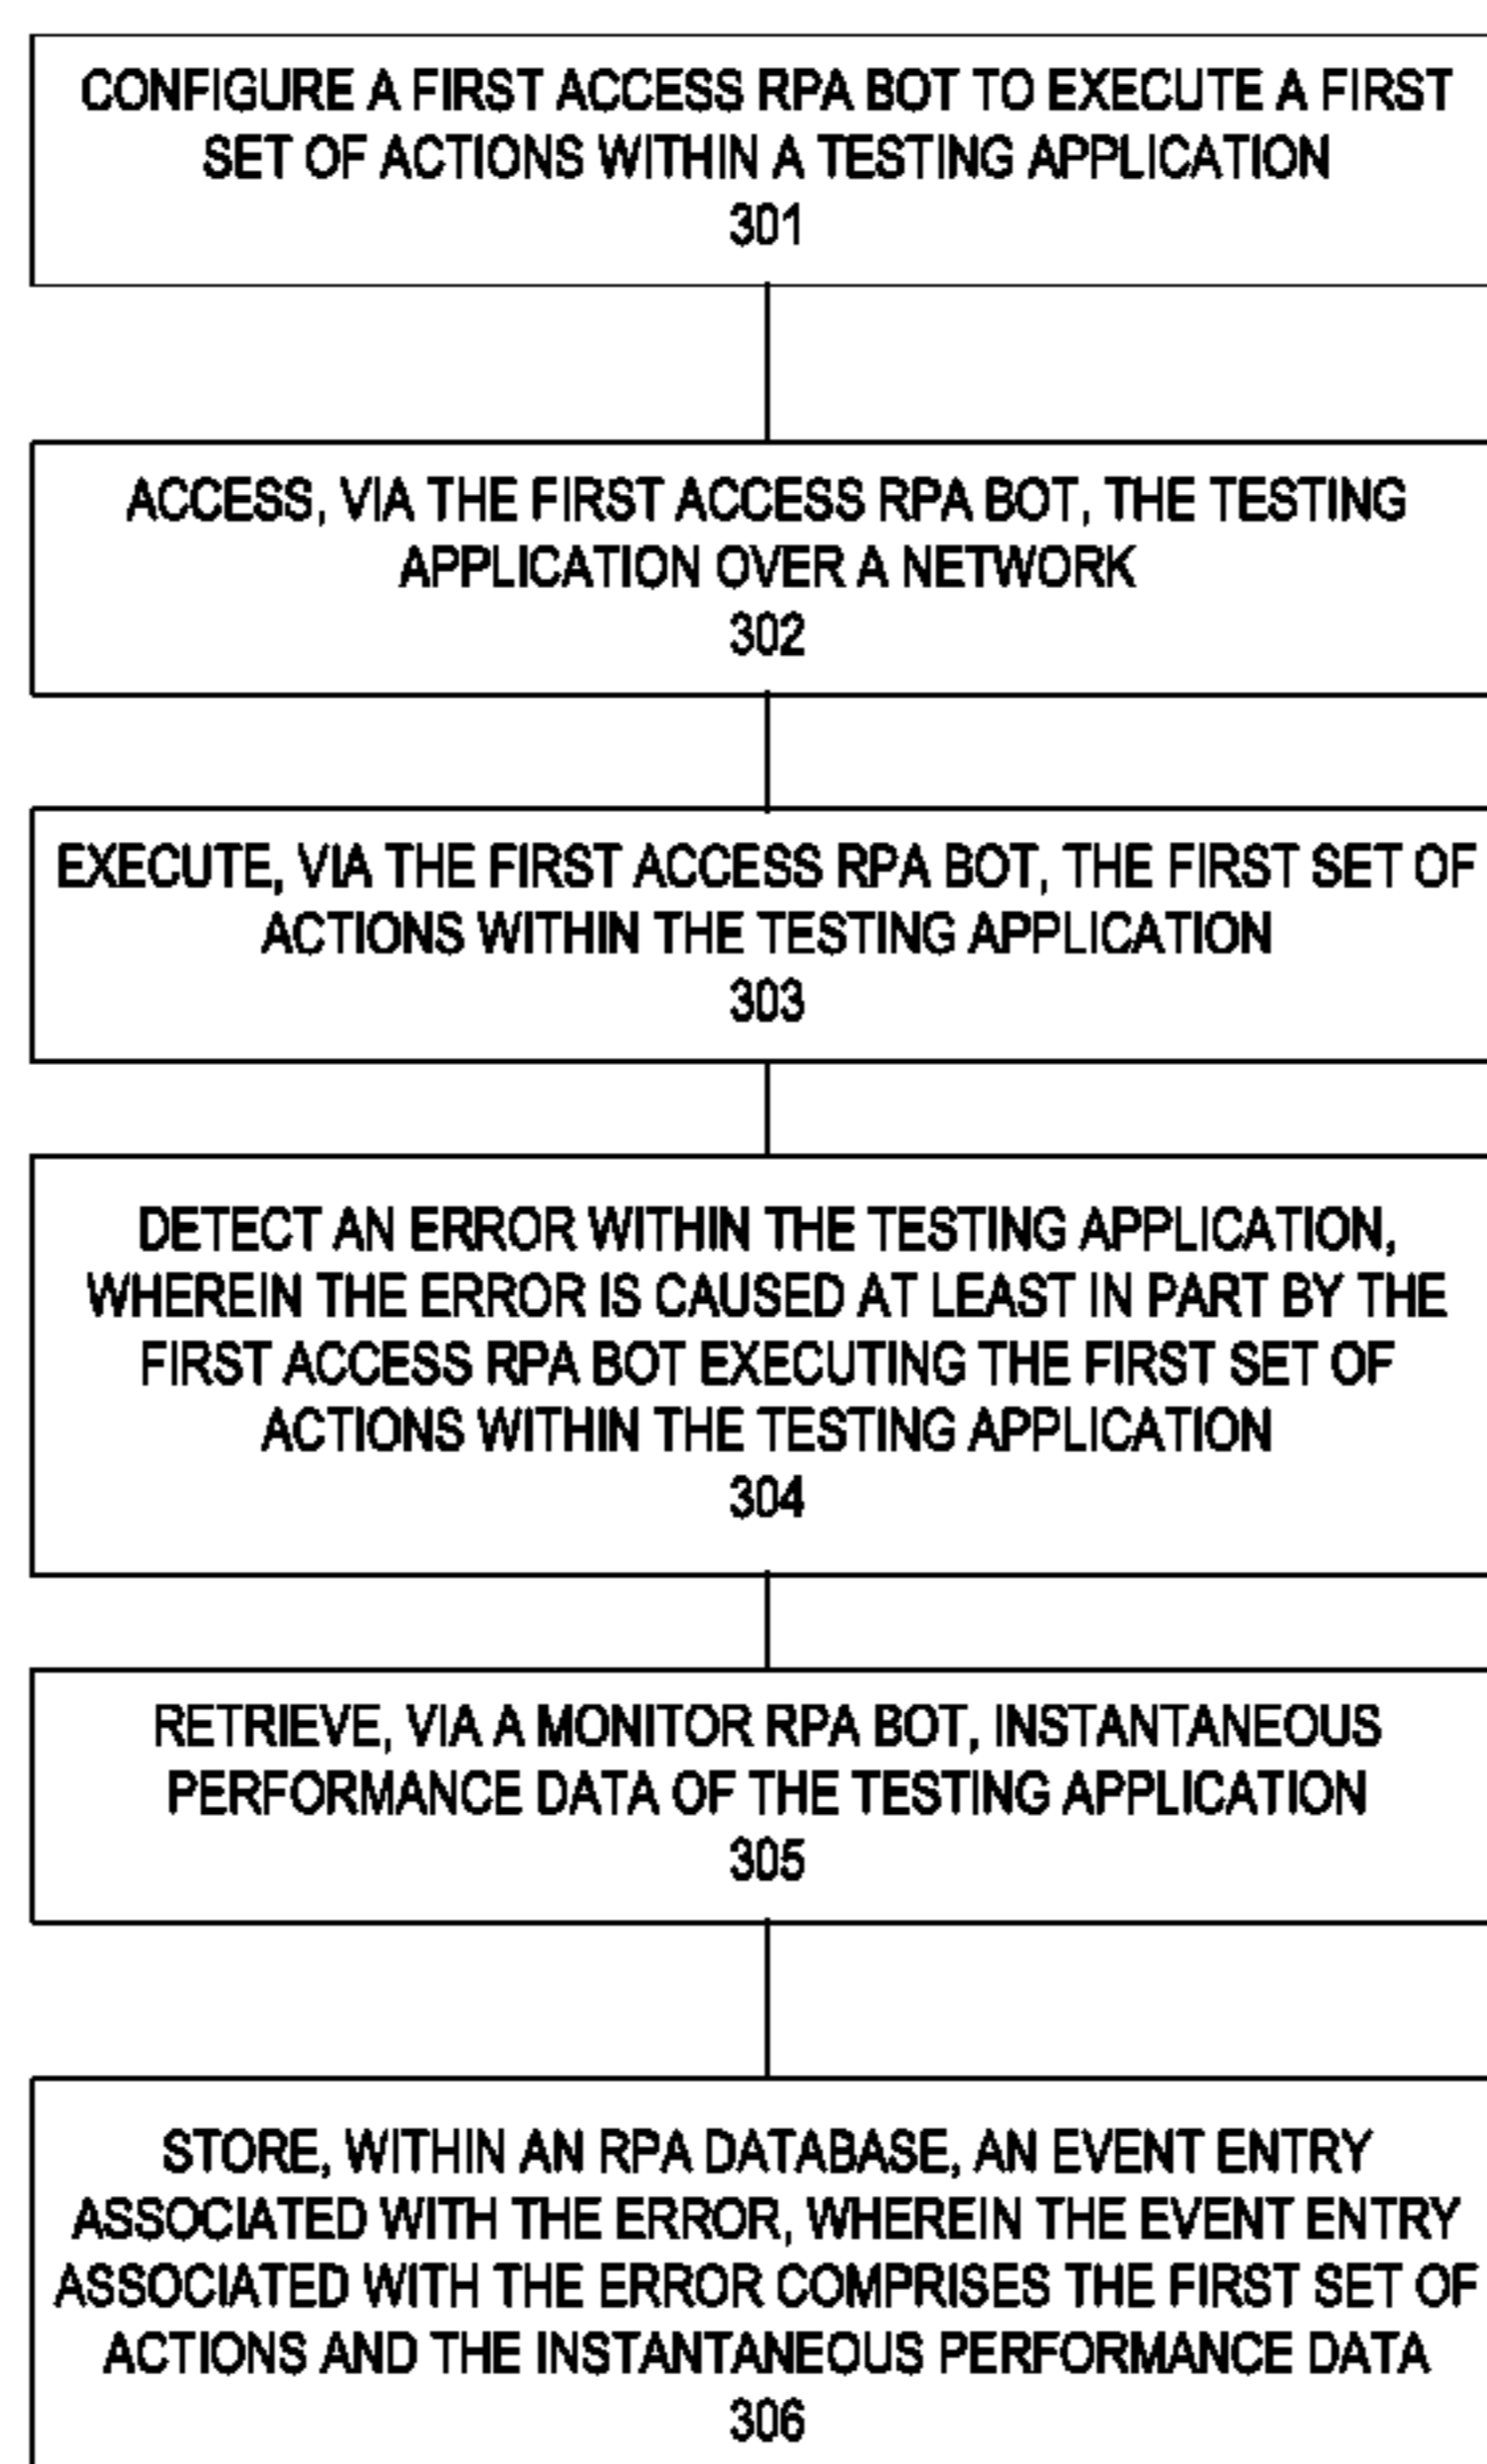 CONFIGURE A FIRST ACCESS RPA BOT TO EXECUTE A FIRST
SET OF ACTIONS WITHIN A TESTING APPLICATION
301
ACCESS, VIA THE FIRST ACCESS RPA BOT, THE TESTING
APPLICATION OVER A NETWORK
302
EXECUTE, VIA THE FIRST ACCESS RPA BOT, THE FIRST SET OF
ACTIONS WITHIN THE TESTING APPLICATION
303
DETECT AN ERROR WITHIN THE TESTING APPLICATION,
WHEREIN THE ERROR IS CAUSED AT LEAST IN PART BY THE
FIRST ACCESS RPA BOT EXECUTING THE FIRST SET OF
ACTIONS WITHIN THE TESTING APPLICATION
304
RETRIEVE, VIA A MONITOR RPA BOT, INSTANTANEOUS
PERFORMANCE DATA OF THE TESTING APPLICATION
305
STORE, WITHIN AN RPA DATABASE, AN EVENT ENTRY
ASSOCIATED WITH THE ERROR, WHEREIN THE EVENT ENTRY
ASSOCIATED WITH THE ERROR COMPRISES THE FIRST SET OF
ACTIONS AND THE INSTANTANEOUS PERFORMANCE DATA
306